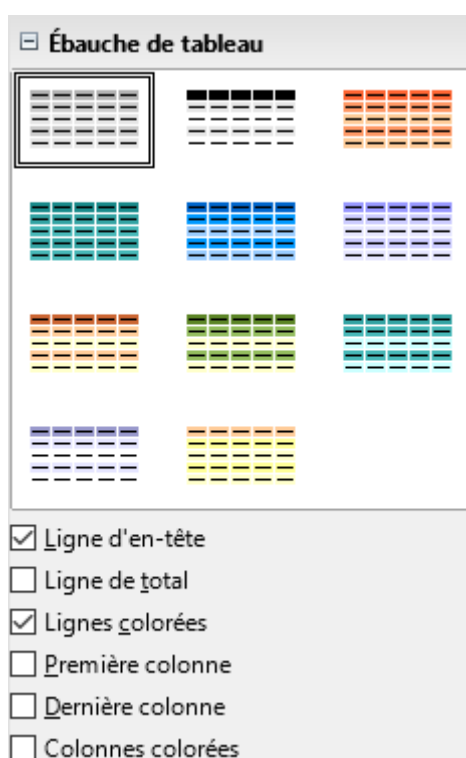 Ébauche de tableau
Ligne d'en-tête
Ligne de total
Lignes colorées
Première colonne
Dernière colonne
Colonnes colorées